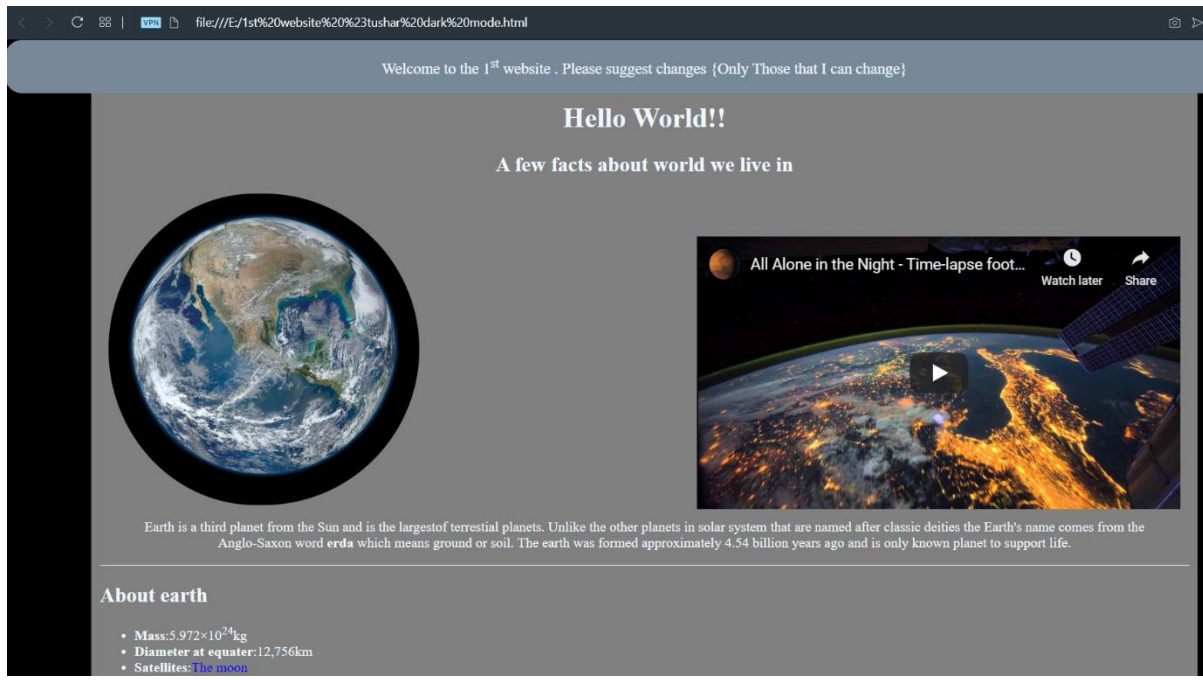 VPN file:///E:/1st%20website%20%23tushar%20dark%20mode.html
Welcome to the 1st website . Please suggest changes {Only Those that I can change}
Hello World!!
A few facts about world we live in
All Alone in the Night - Time-lapse foot...
Watch later Share
Earth is a third planet from the Sun and is the largestof terrestial planets. Unlike the other planets in solar system that are named after classic deities the Earth's name comes from the
Anglo-Saxon word erda which means ground or soil. The earth was formed approximately 4.54 billion years ago and is only known planet to support life.
About earth
• Mass:5.972×10^24kg
• Diameter at equater:12,756km
• Satellites:The moon